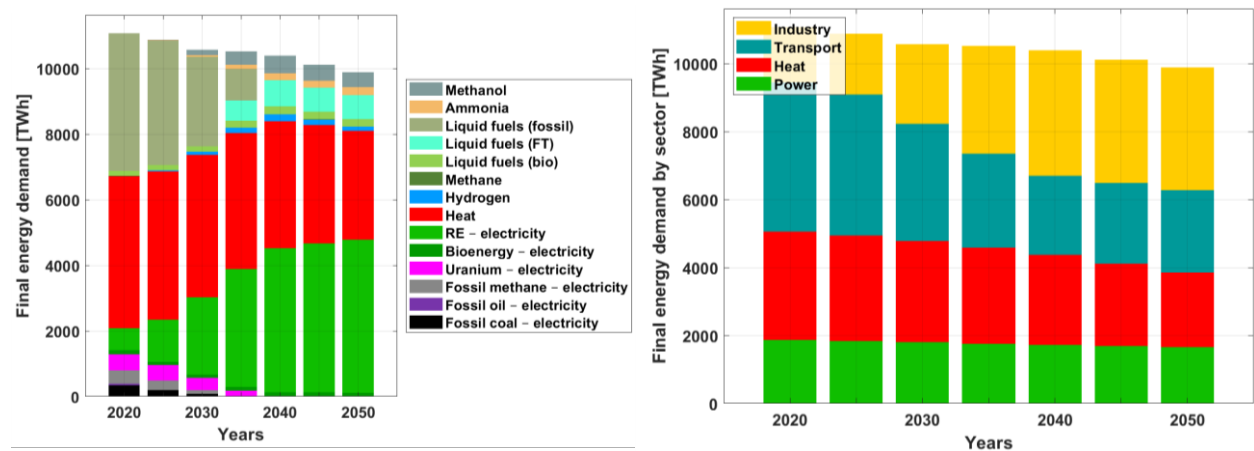 Final energy demand [TWh]
10000
8000
6000
4000
2000
0
2020
2030
2040
2050
Years
Methanol
Ammonia
Liquid fuels (fossil)
Liquid fuels (FT)
Liquid fuels (bio)
Methane
Hydrogen
Heat
RE – electricity
Bioenergy – electricity
Uranium – electricity
Fossil methane – electricity
Fossil oil – electricity
Fossil coal – electricity
Final energy demand by sector [TWh]
10000
8000
6000
4000
2000
0
2020
2030
2040
2050
Years
Industry
Transport
Heat
Power